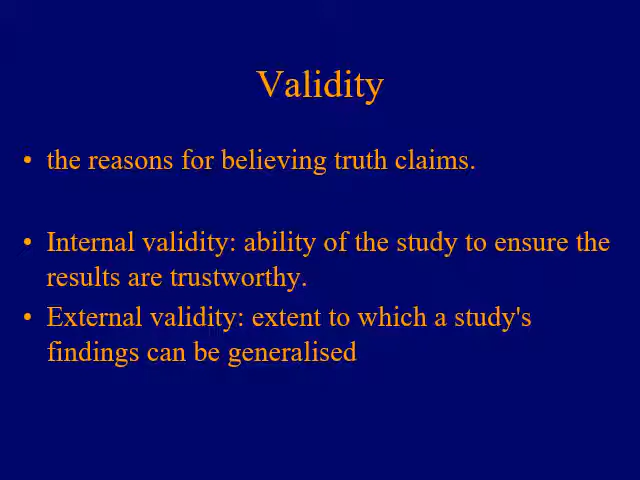 Validity
• the reasons for believing truth claims.
• Internal validity: ability of the study to ensure the
results are trustworthy.
• External validity: extent to which a study's
findings can be generalised